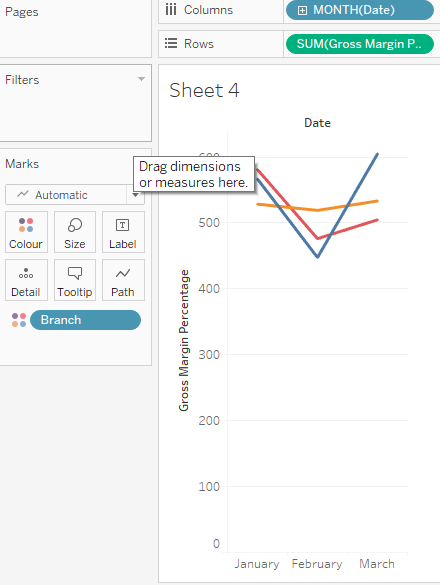 Pages
Columns
MONTH(Date)
Rows
SUM(Gross Margin P..
Filters
Sheet 4
Date
Marks
Drag dimensions
or measures here.
Automatic
Colour
Size
Label
Detail
Tooltip
Path
Branch
Gross Margin Percentage
600
500
400
300
200
100
0
January
February
March